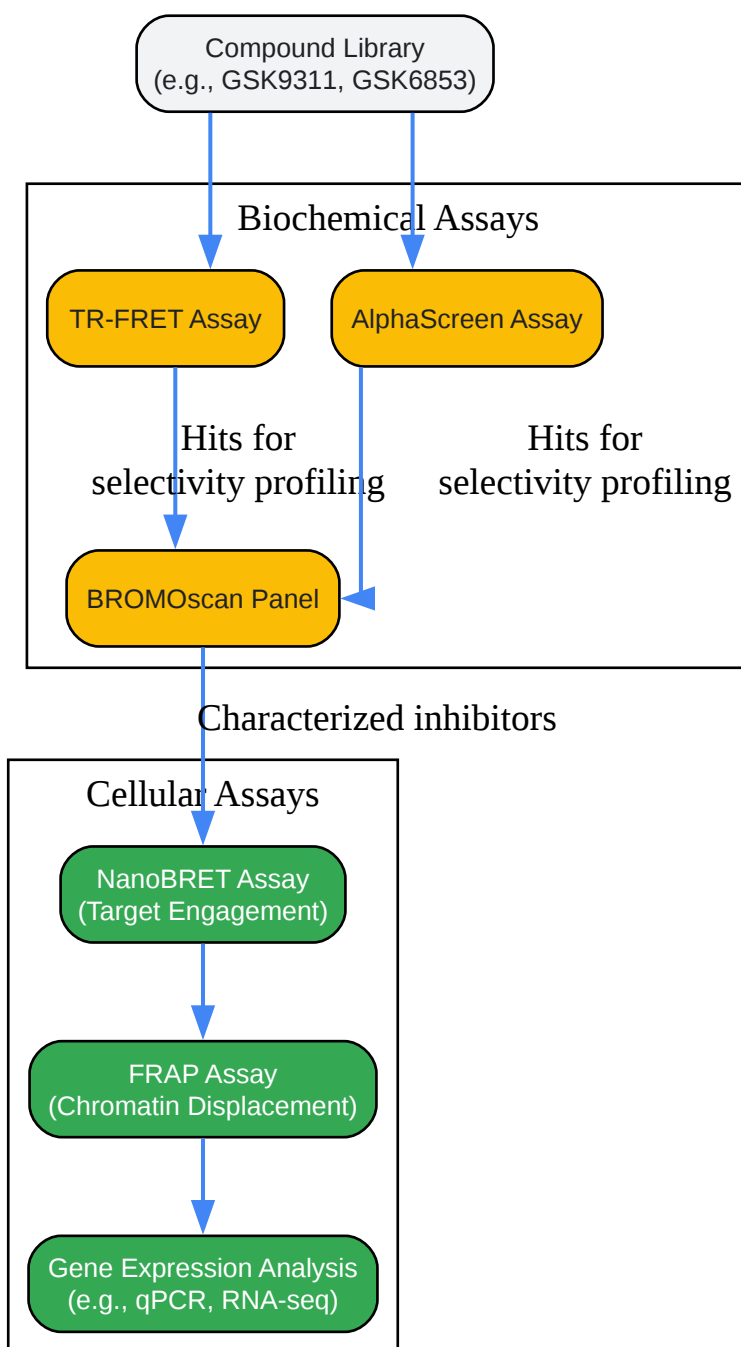 Compound Library
(e.g., GSK9311, GSK6853)
Biochemical Assays
TR-FRET Assay
AlphaScreen Assay
Hits for
selectivity profiling
Hits for
selectivity profiling
BROMOscan Panel
Characterized inhibitors
Cellular Assays
NanoBRET Assay
(Target Engagement)
FRAP Assay
(Chromatin Displacement)
Gene Expression Analysis
(e.g., qPCR, RNA-seq)